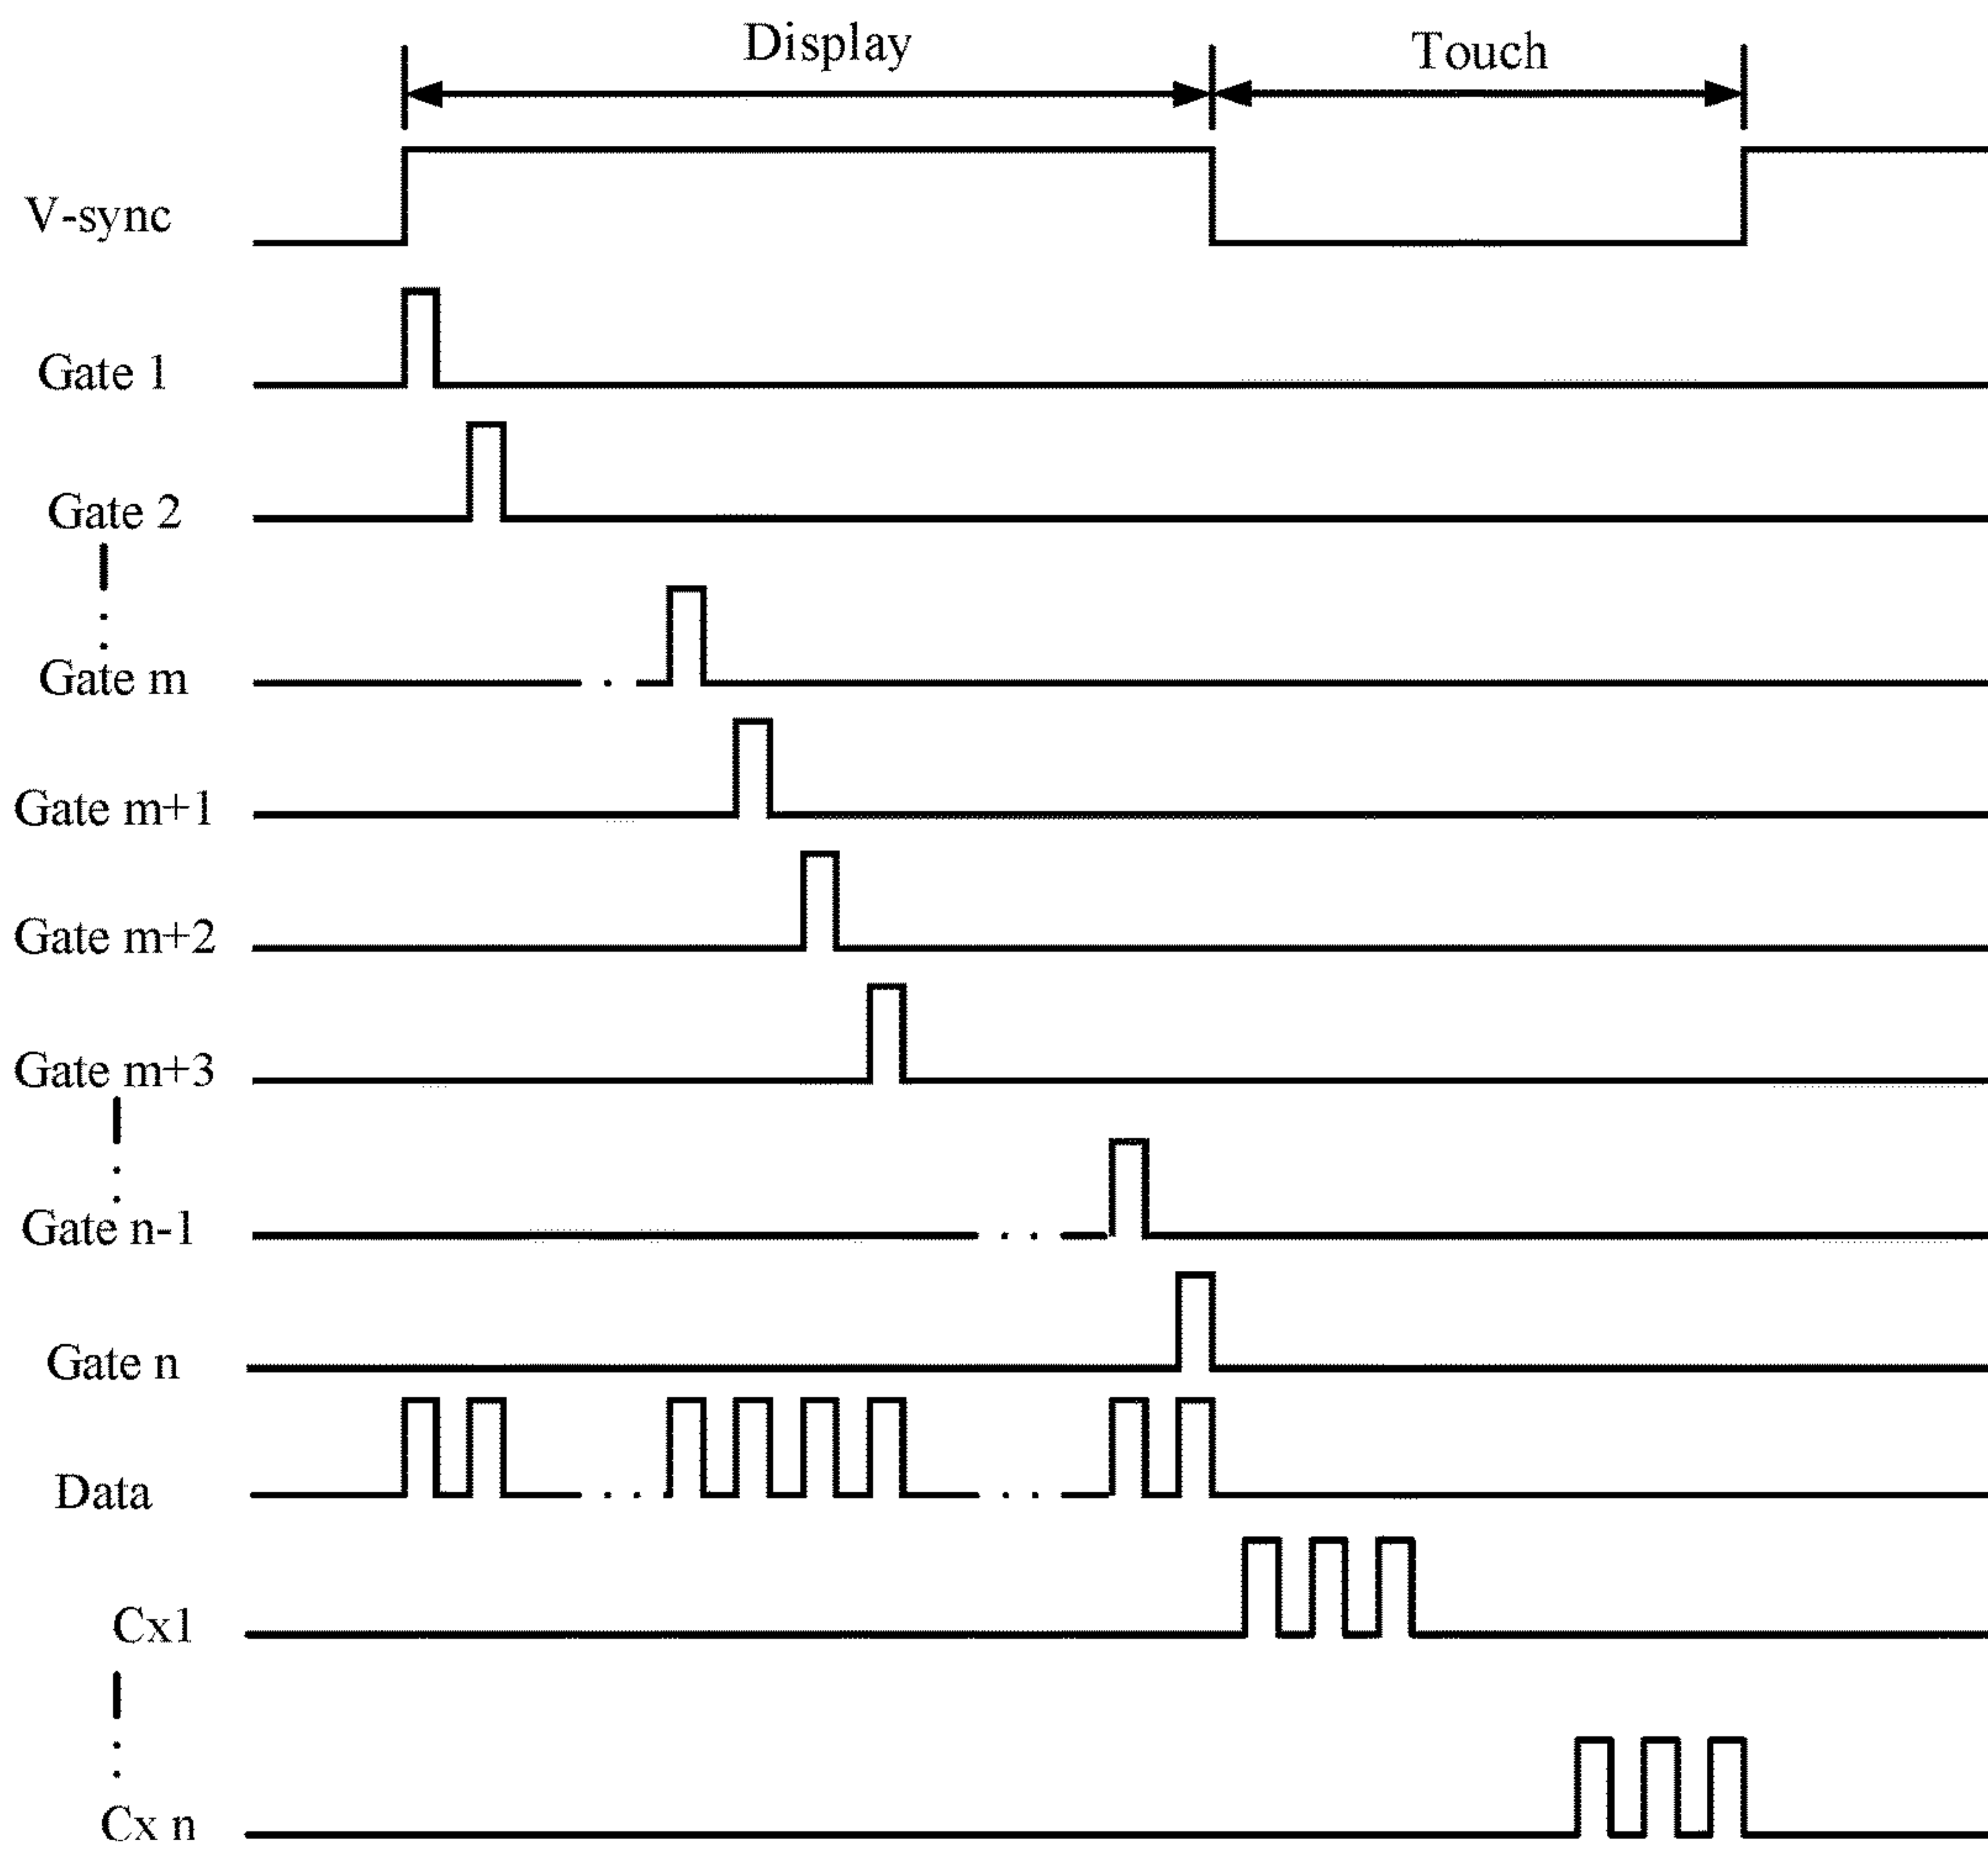 Display
Touch
V-sync
Gate 1
Gate 2
Gate m
Gate m+1
Gate m+2
Gate m+3
Gate n-1
Gate n
Data
Cx1
Cx n